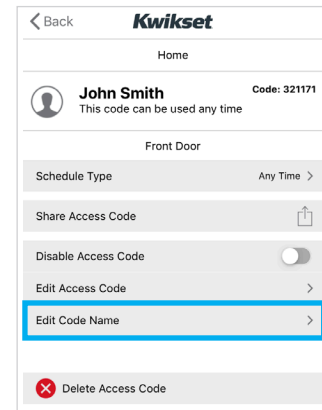 Back
Kwikset
Home
John Smith
Code: 321171
This code can be used any time
Front Door
Schedule Type Any Time
Share Access Code
Disable Access Code
Edit Access Code
Edit Code Name
Delete Access Code